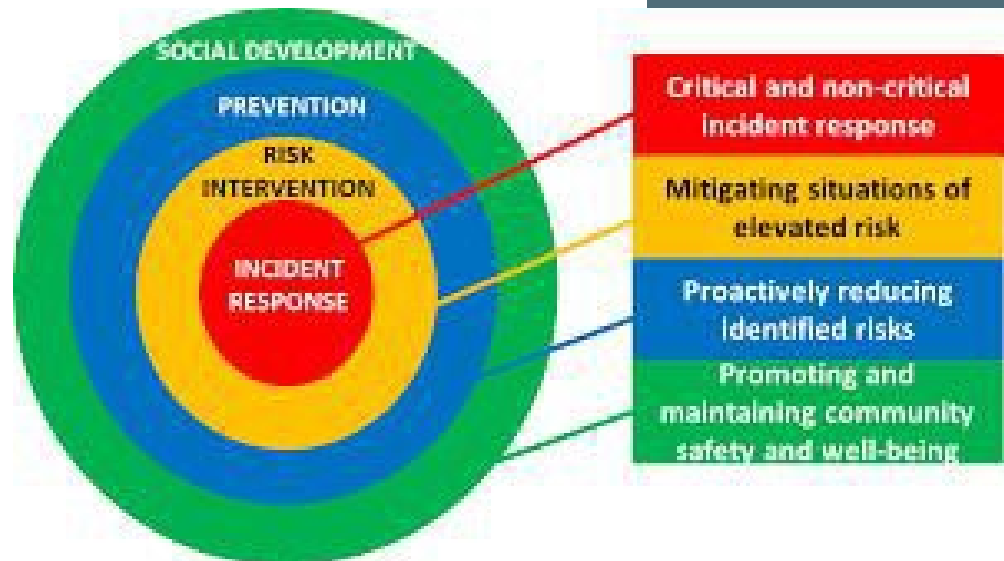 SOCIAL DEVELOPMENT
PREVENTION
RISK
INTERVENTION
INCIDENT
RESPONSE
Critical and non-critical
incident response
Mitigating situations of
elevated risk
Proactively reducing
identified risks
Promoting and
maintaining community
safety and well-being